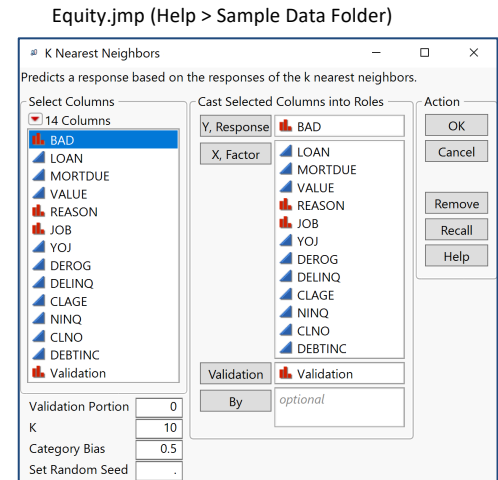 Equity.jmp (Help > Sample Data Folder)
K Nearest Neighbors
Predicts a response based on the responses of the k nearest neighbors.
Select Columns
14 Columns
BAD
LOAN
MORTDUE
VALUE
REASON
JOB
YOJ
DEROG
DELINQ
CLAGE
NINQ
CLNO
DEBTINC
Validation
Validation Portion 0
K 10
Category Bias 0.5
Set Random Seed .
Cast Selected Columns into Roles
Y, Response BAD
X, Factor LOAN
MORTDUE
VALUE
REASON
JOB
YOJ
DEROG
DELINQ
CLAGE
NINQ
CLNO
DEBTINC
Validation Validation
By optional
Action
OK
Cancel
Remove
Recall
Help